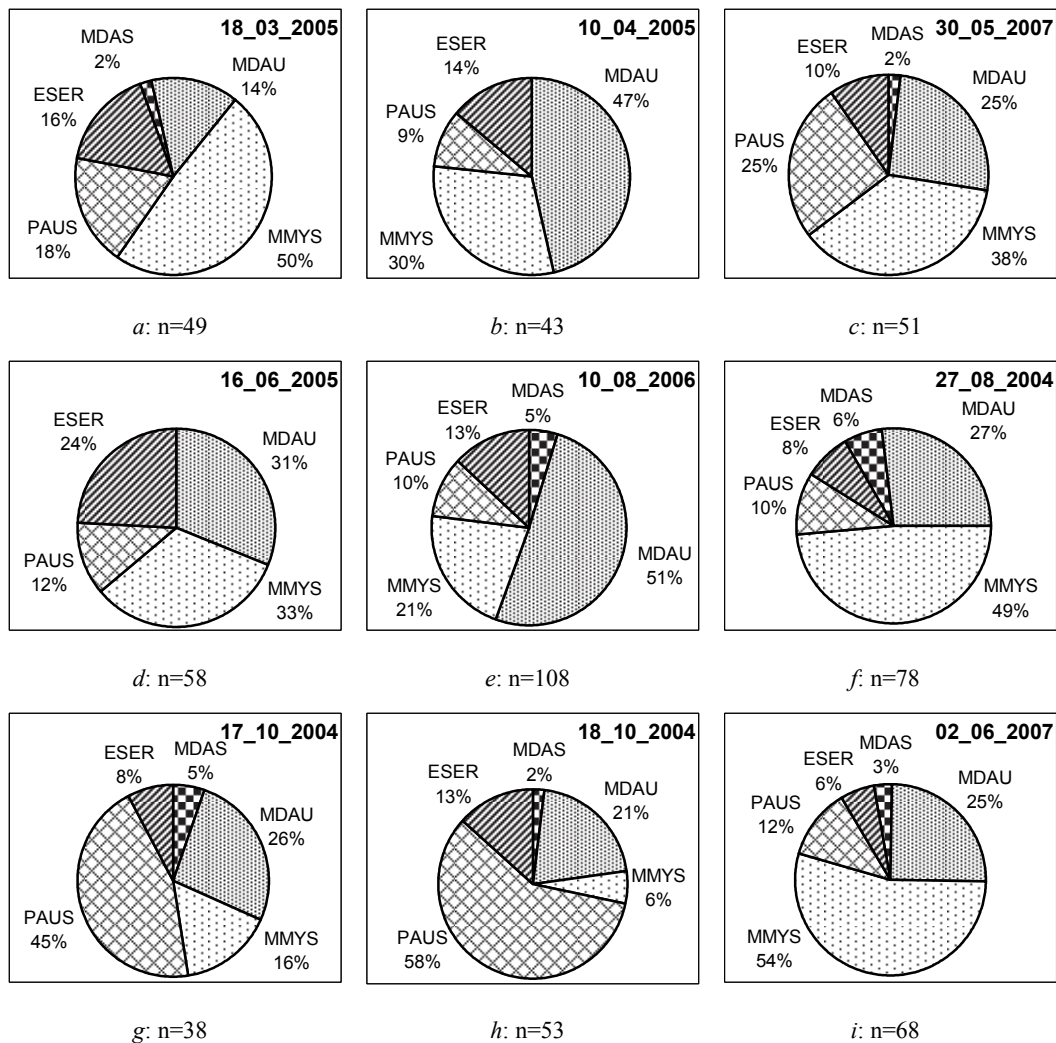 18_03_2005
MDAS
2%
MDAU
14%
ESER
16%
PAUS
18%
MMYS
50%
a: n=49
10_04_2005
ESER
14%
MDAU
47%
PAUS
9%
MMYS
30%
b: n=43
30_05_2007
ESER
10%
MDAS
2%
MDAU
25%
PAUS
25%
MMYS
38%
c: n=51
16_06_2005
ESER
24%
MDAU
31%
PAUS
12%
MMYS
33%
d: n=58
10_08_2006
MDAS
5%
ESER
13%
PAUS
10%
MMYS
21%
MDAU
51%
e: n=108
27_08_2004
MDAS
6%
MDAU
27%
ESER
8%
PAUS
10%
MMYS
49%
f: n=78
17_10_2004
ESER
8%
MDAS
5%
MDAU
26%
PAUS
45%
MMYS
16%
g: n=38
18_10_2004
MDAS
2%
ESER
13%
MDAU
21%
MMYS
6%
PAUS
58%
h: n=53
02_06_2007
ESER
6%
MDAS
3%
MDAU
25%
PAUS
12%
MMYS
54%
i: n=68